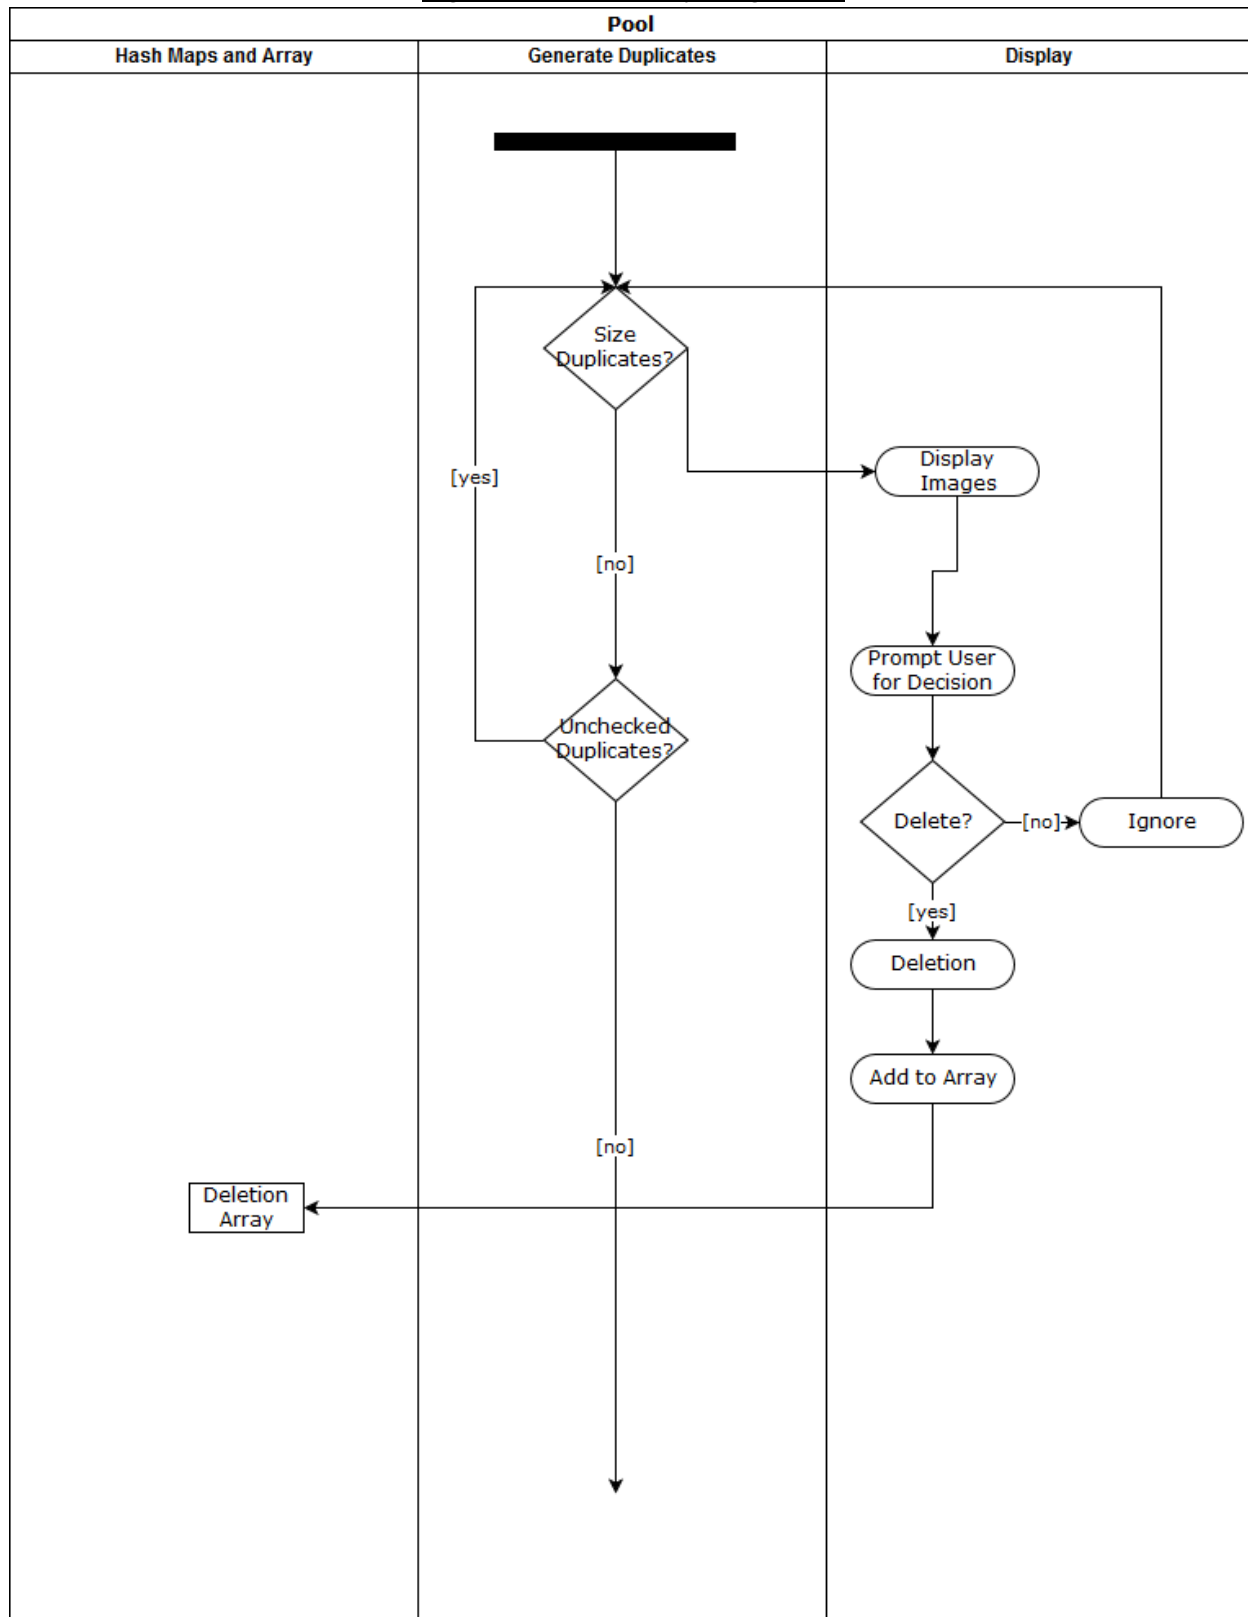 Pool
Hash Maps and Array
Generate Duplicates
Display
Size
Duplicates?
Display
Images
[yes]
[no]
Prompt User
for Decision
Unchecked
Duplicates?
Delete?
[no]
Ignore
[yes]
Deletion
Add to Array
[no]
Deletion
Array